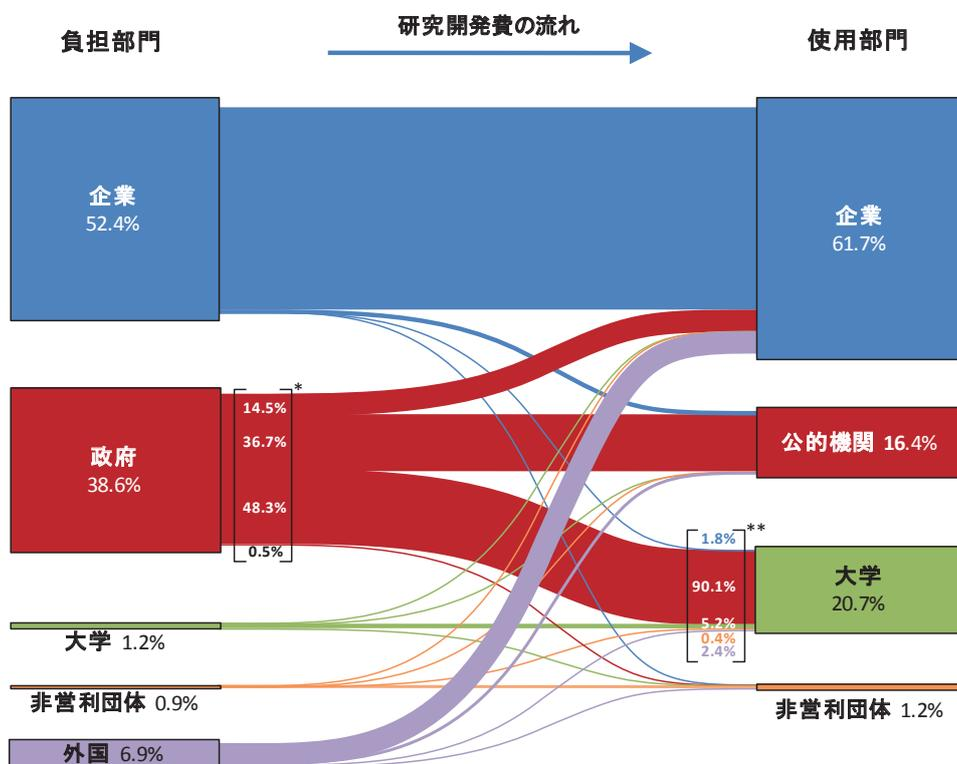 研究開発費の流れ
負担部門
使用部門
企業
52.4%
企業
61.7%
政府
38.6%
*
14.5%
36.7%
48.3%
0.5%
公的機関 16.4%
**
1.8%
90.1%
5.2%
0.4%
2.4%
大学
20.7%
大学 1.2%
非営利団体 0.9%
非営利団体 1.2%
外国 6.9%